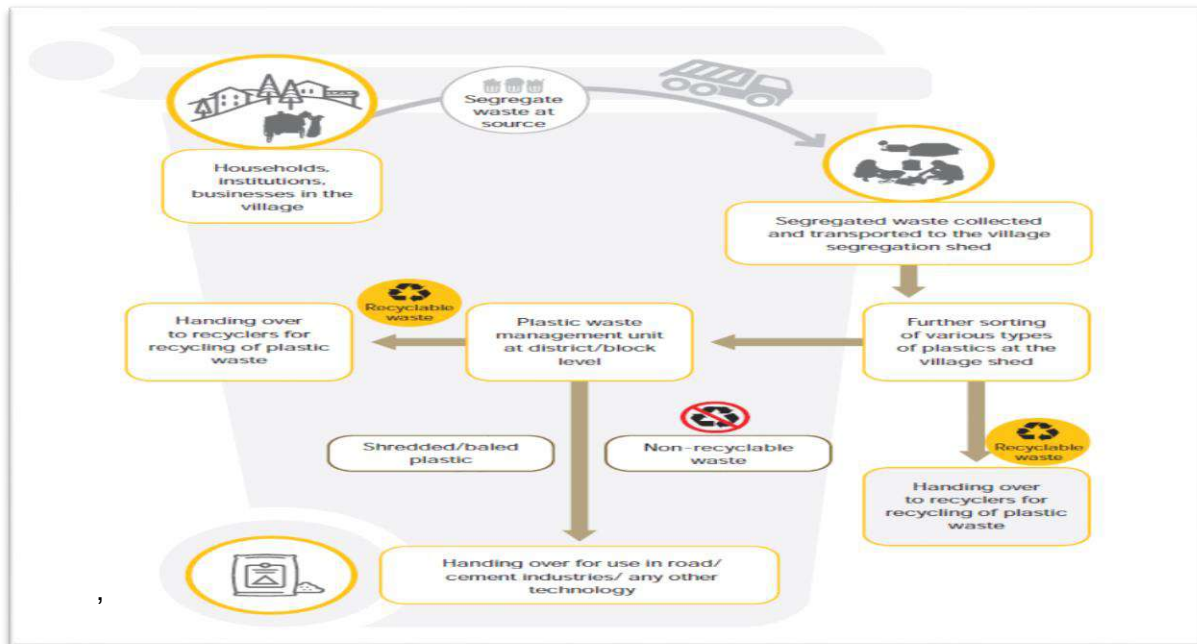 Segregate
waste at
source
Households,
institutions,
businesses in the
village
Segregated waste collected
and transported to the village
segregation shed
Further sorting
of various types
of plastics at the
village shed
Recyclable
waste
Handing over
to recyclers for
recycling of plastic
waste
Plastic waste
management unit
at district/block
level
Recyclable
waste
Handing over
to recyclers for
recycling of plastic
waste
Shredded/baled
plastic
Non-recyclable
waste
Handing over for use in road/
cement industries/ any other
technology
,